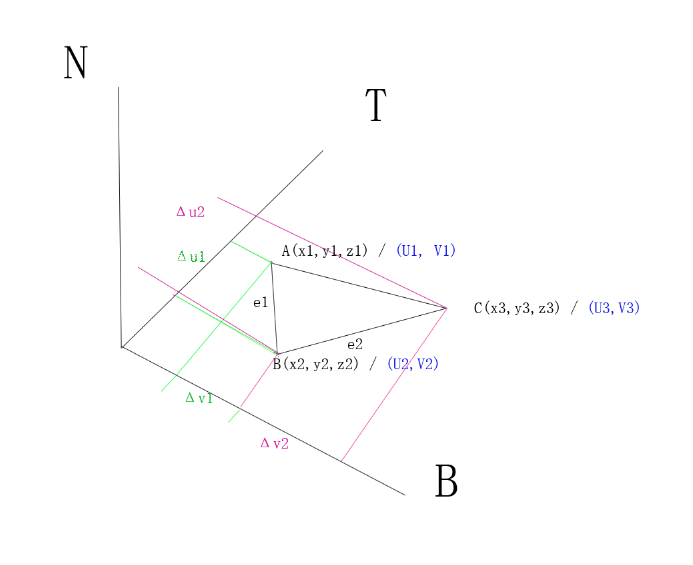 N
T
Δu2
A(x1,y1,z1) / (U1, V1)
Δu1
e1
C(x3,y3,z3) / (U3,V3)
e2
B(x2,y2,z2) / (U2,V2)
Δv1
Δv2
B